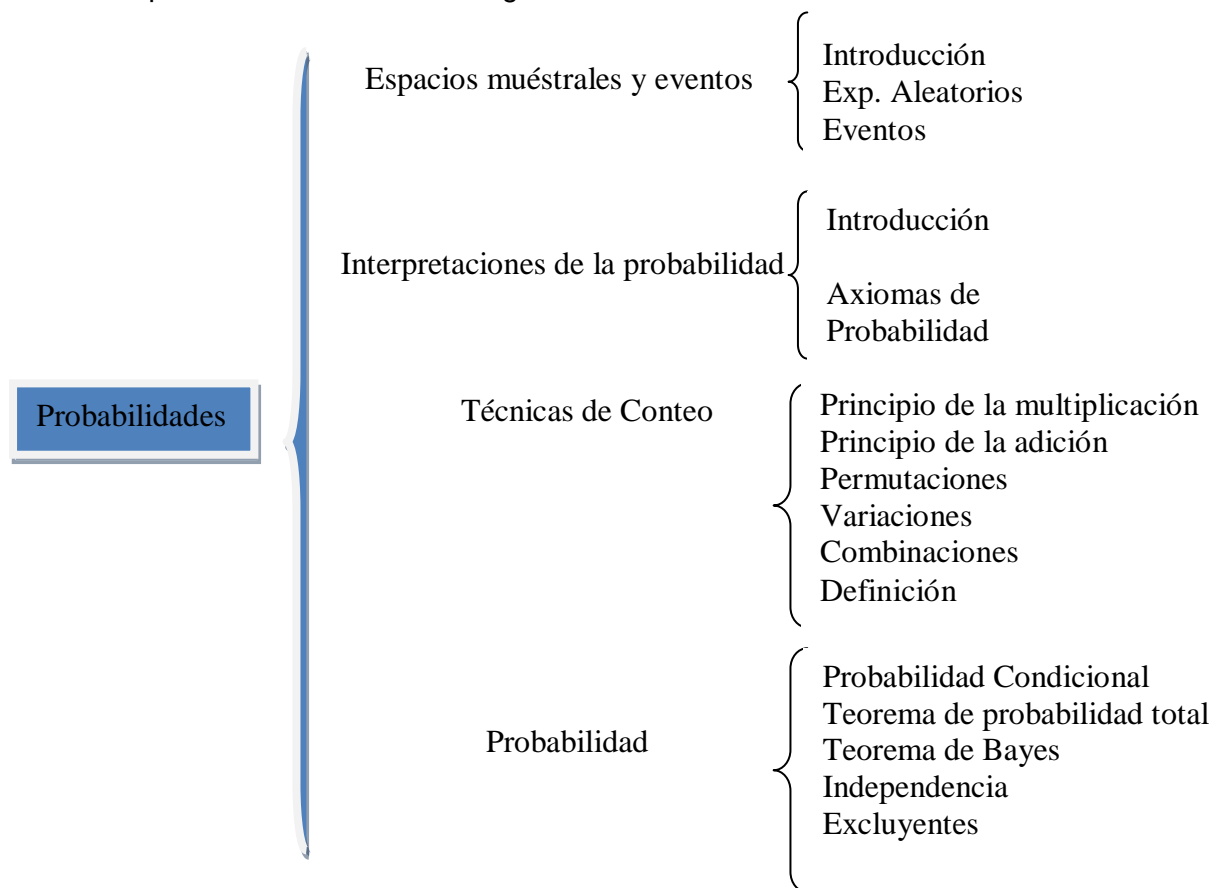 Espacios muéstrales y eventos
Introducción
Exp. Aleatorios
Eventos
Interpretaciones de la probabilidad
Introducción
Axiomas de
Probabilidad
Probabilidades
Técnicas de Conteo
Principio de la multiplicación
Principio de la adición
Permutaciones
Variaciones
Combinaciones
Definición
Probabilidad
Probabilidad Condicional
Teorema de probabilidad total
Teorema de Bayes
Independencia
Excluyentes